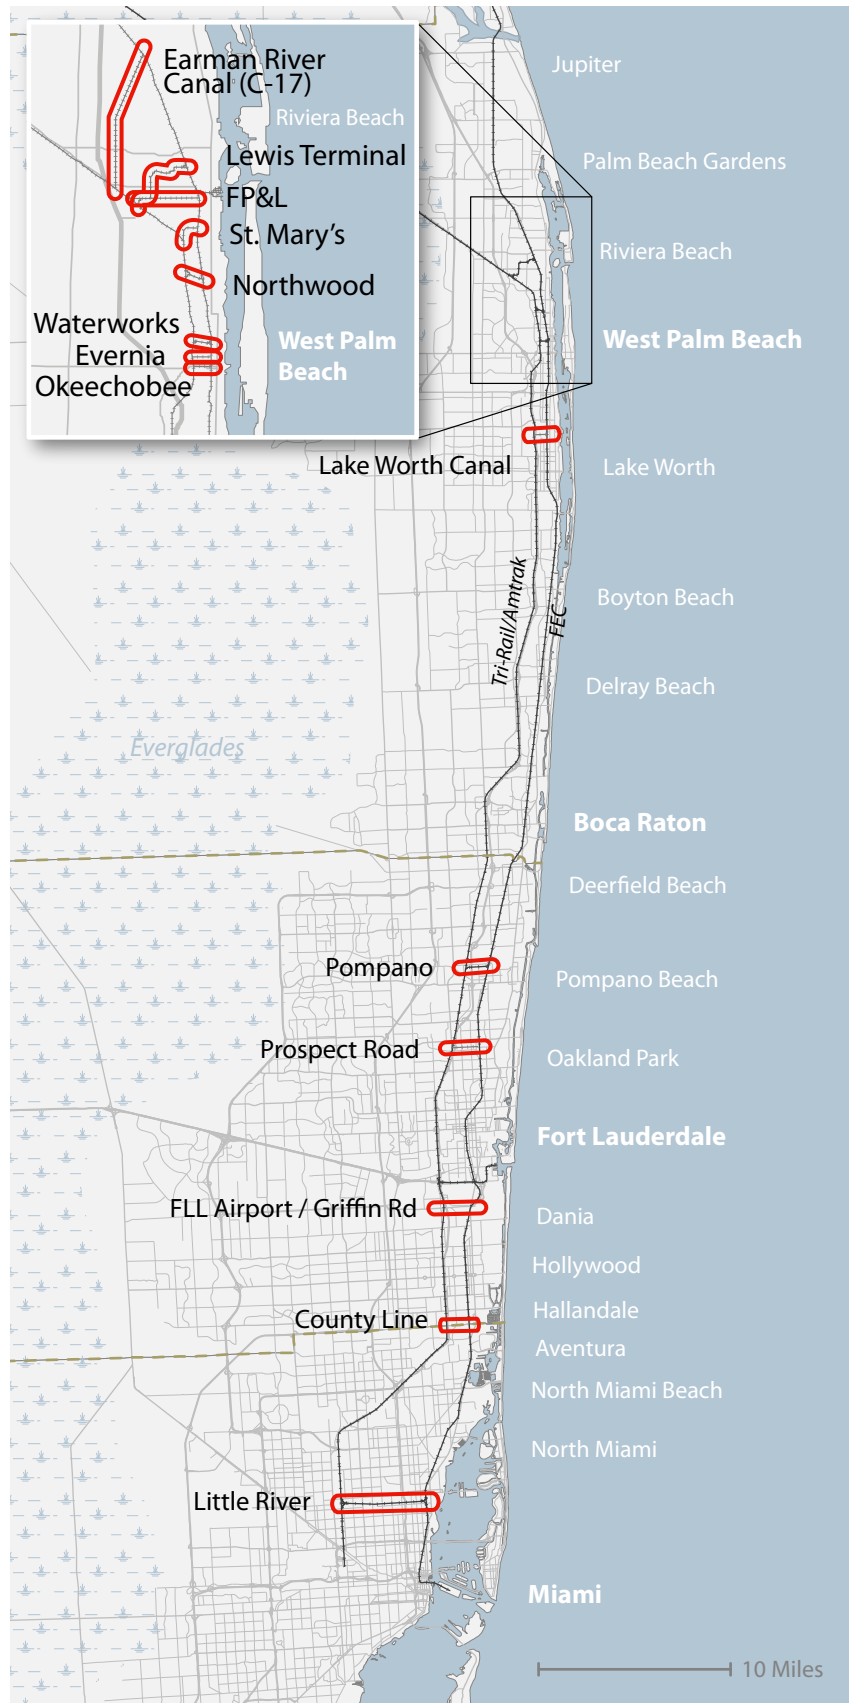 Earman River
Canal (C-17)
Riviera Beach
Lewis Terminal
FP&L
St. Mary's
Northwood
Waterworks
Evernia
Okeechobee
West Palm
Beach
Jupiter
Palm Beach Gardens
Riviera Beach
West Palm Beach
Lake Worth Canal
Lake Worth
Tri-Rail/Amtrak
FEC
Boyton Beach
Delray Beach
Everglades
Boca Raton
Deerfield Beach
Pompano
Pompano Beach
Prospect Road
Oakland Park
Fort Lauderdale
FLL Airport / Griffin Rd
Dania
Hollywood
County Line
Hallandale
Aventura
North Miami Beach
North Miami
Little River
Miami
10 Miles